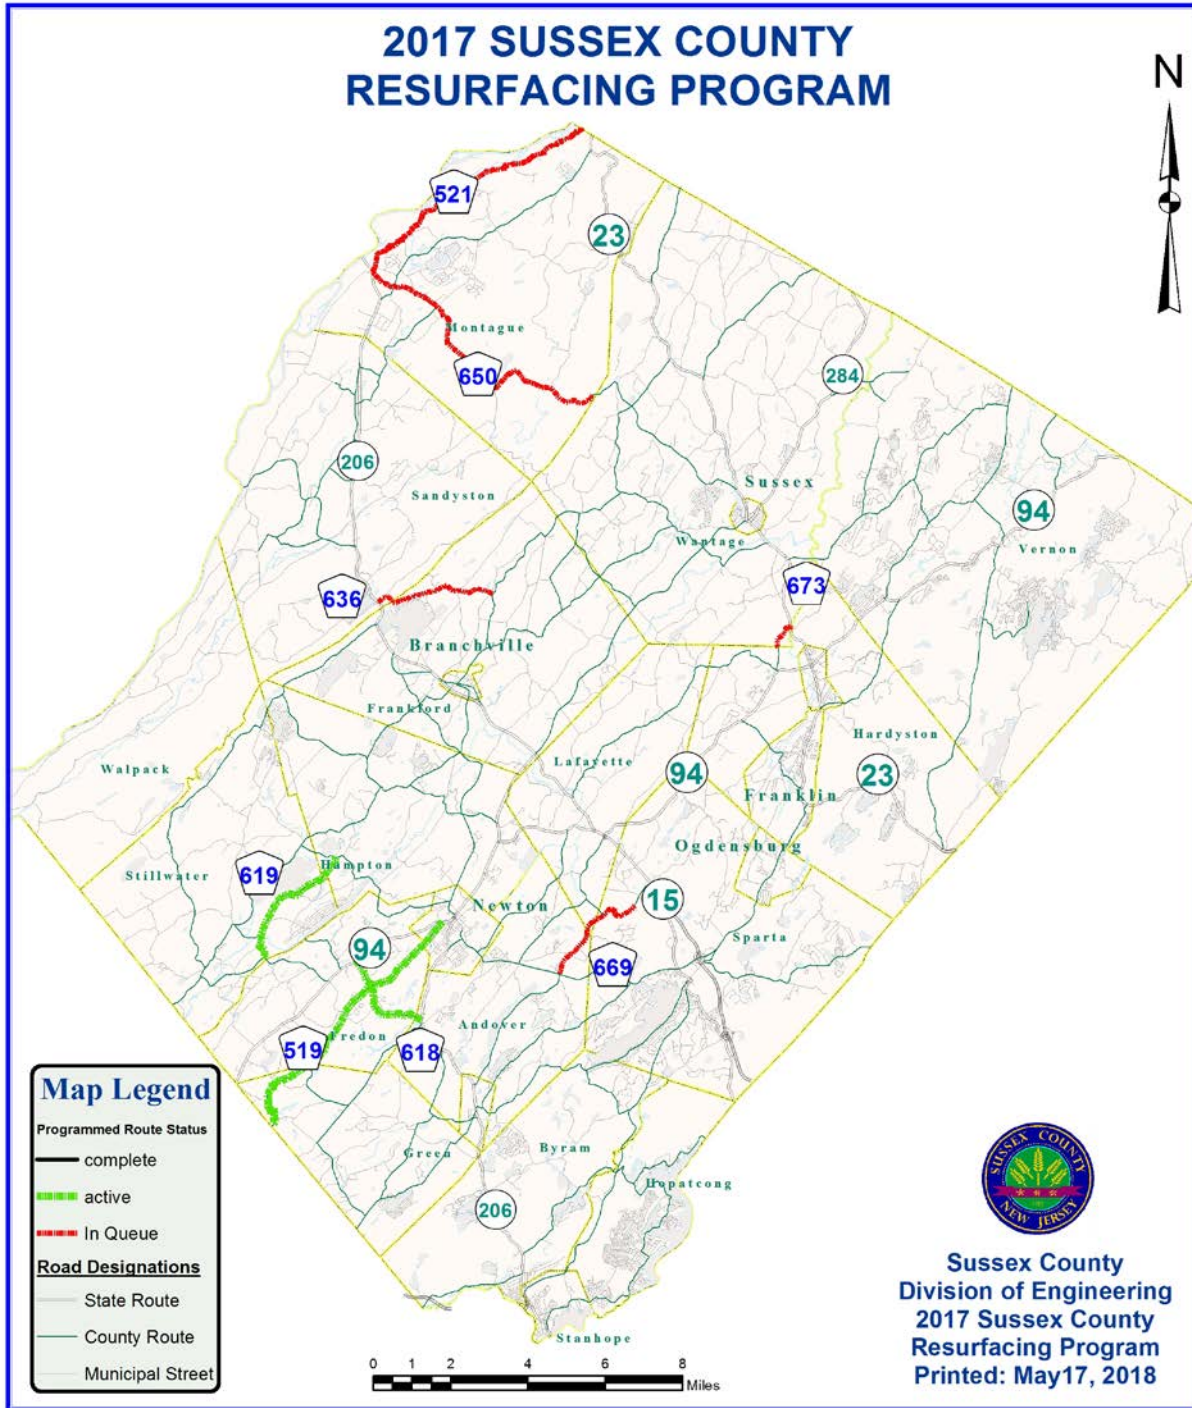 2017 SUSSEX COUNTY
RESURFACING PROGRAM
N
521
23
Montague
650
284
206
Sandyston
Sussex
94
Wantage
Vernon
636
673
Branchville
Frankford
Hardyston
Walpack
Lafayette
94
23
Franklin
Ogdensburg
Hampton
619
Stillwater
15
Newton
94
Sparta
669
Andover
519
Fredon
618
Map Legend
Programmed Route Status
complete
active
In Queue
Road Designations
State Route
County Route
Municipal Street
Green
Byram
Hopatcong
206
Stanhope
0 1 2 4 6 8
Miles
SUSSEX COUNTY
NEW JERSEY
Sussex County
Division of Engineering
2017 Sussex County
Resurfacing Program
Printed: May17, 2018